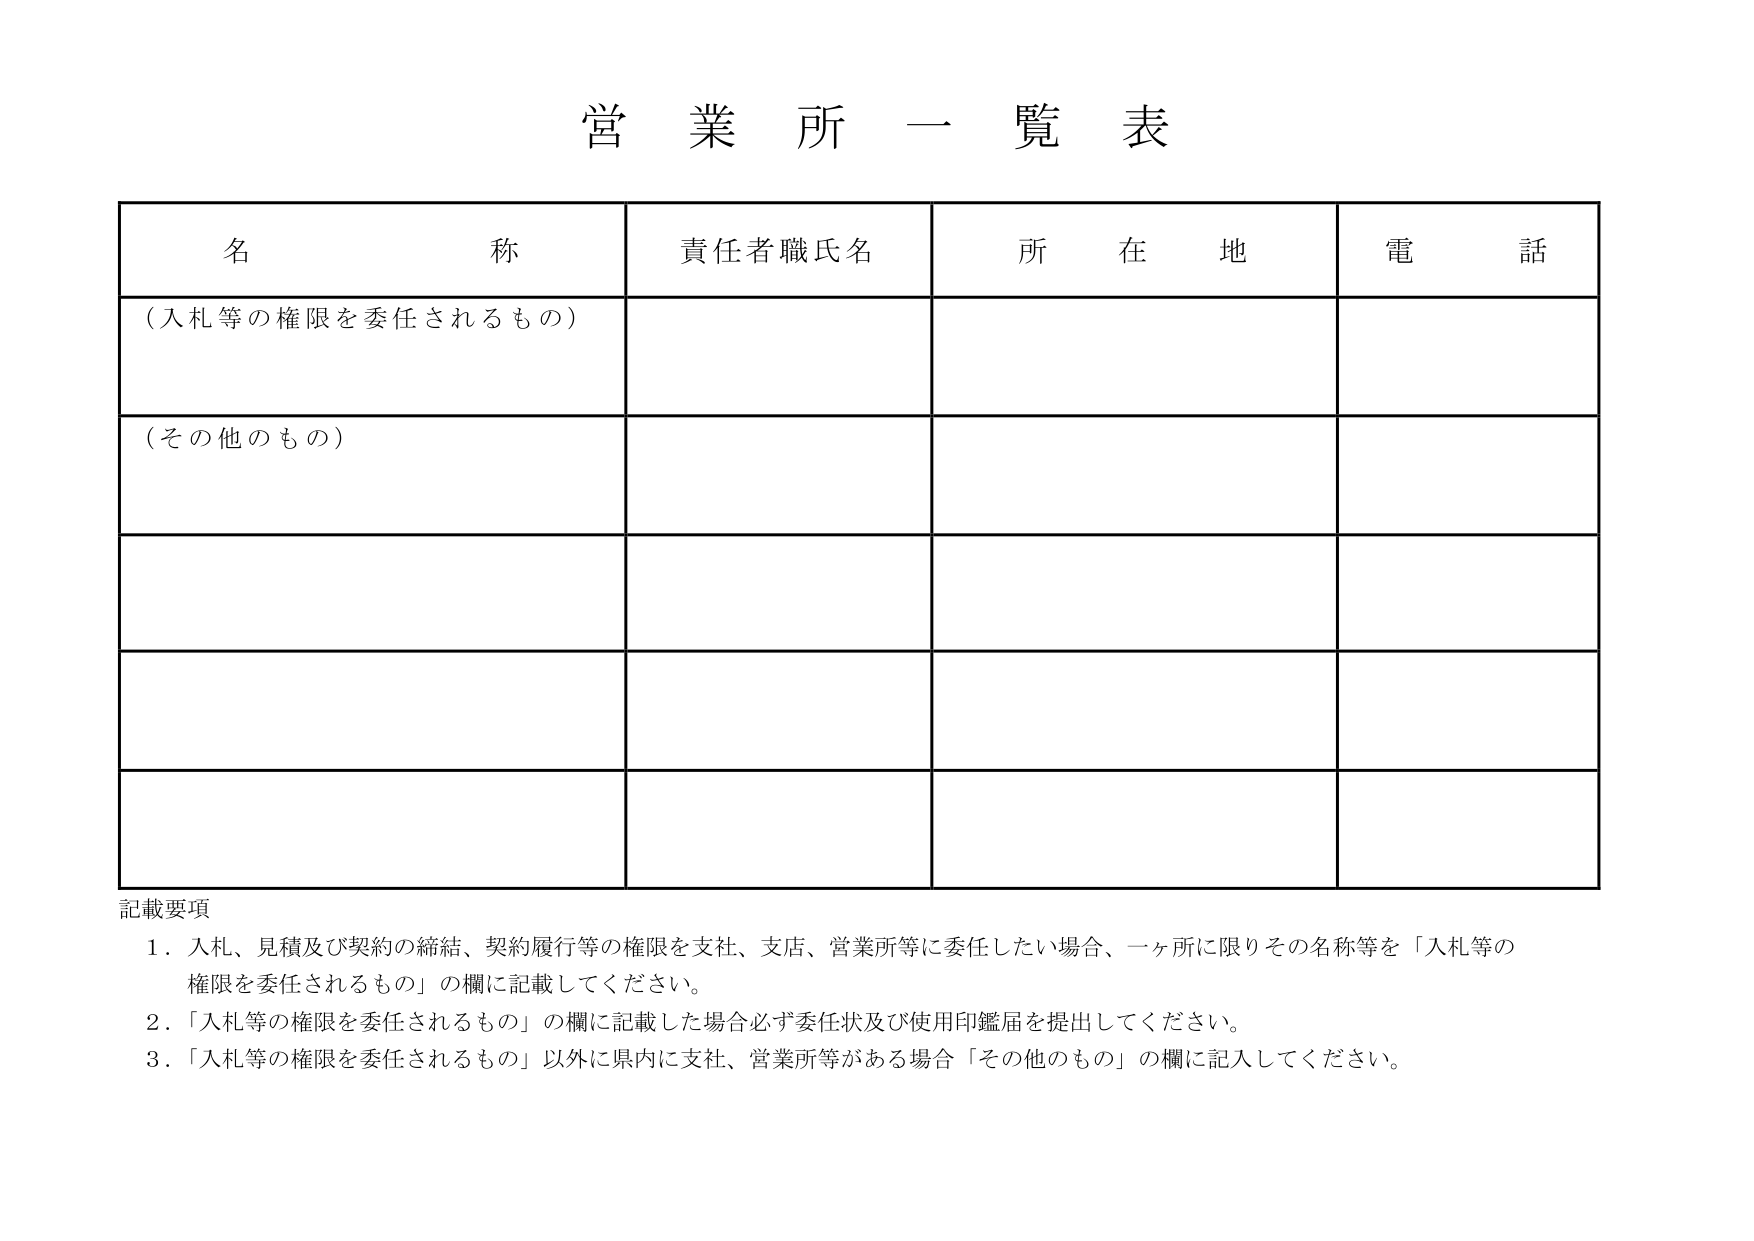 営業所一覧表
名称 責任者職氏名 所在地 電話
（入札等の権限を委任されるもの）
（その他のもの）
記載要項
１．入札、見積及び契約の締結、契約履行等の権限を支社、支店、営業所等に委任したい場合、一ヶ所に限りその名称等を「入札等の
権限を委任されるもの」の欄に記載してください。
２．「入札等の権限を委任されるもの」の欄に記載した場合必ず委任状及び使用印鑑届を提出してください。
３．「入札等の権限を委任されるもの」以外に県内に支社、営業所等がある場合「その他のもの」の欄に記入してください。